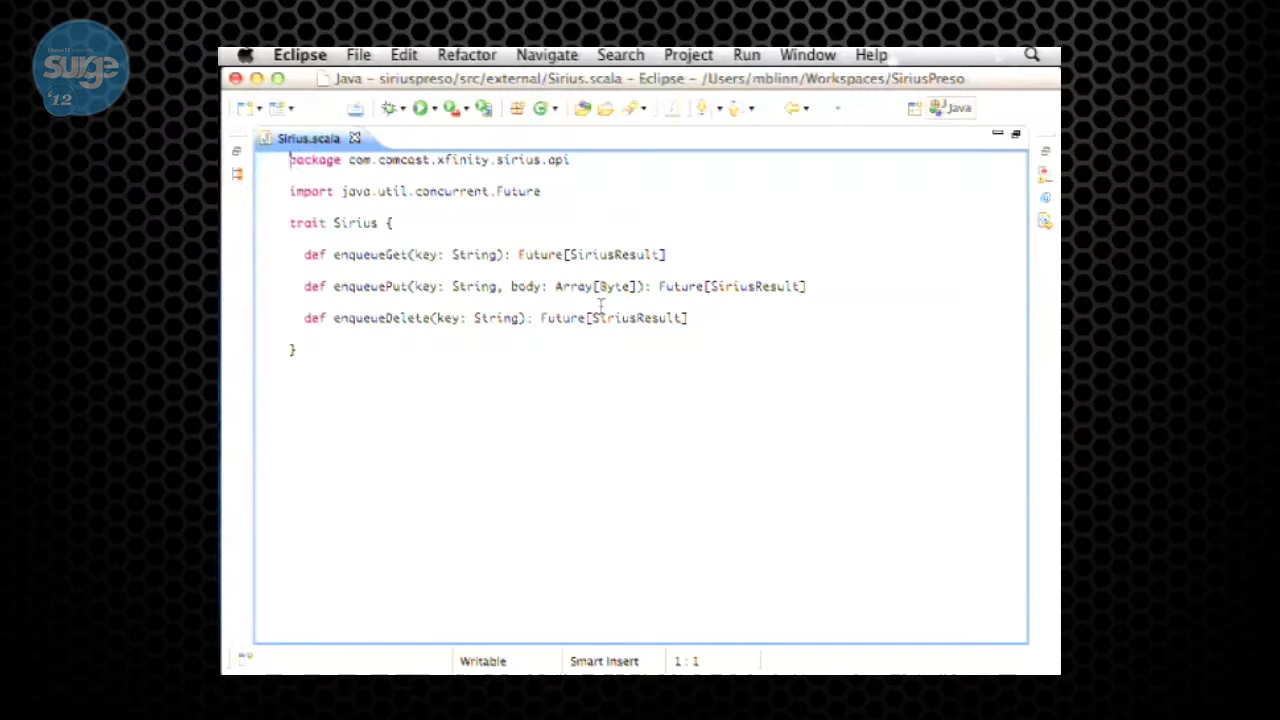 OmniTI presents
surge
'12
Eclipse File Edit Refactor Navigate Search Project Run Window Help
Java – siriuspreso/src/external/Sirius.scala – Eclipse – /Users/mblinn/Workspaces/SiriusPreso
Java
Sirius.scala
package com.comcast.xfinity.sirius.api
import java.util.concurrent.Future
trait Sirius {
def enqueueGet(key: String): Future[SiriusResult]
def enqueuePut(key: String, body: Array[Byte]): Future[SiriusResult]
def enqueueDelete(key: String): Future[SiriusResult]
}
Writable Smart Insert 1 : 1